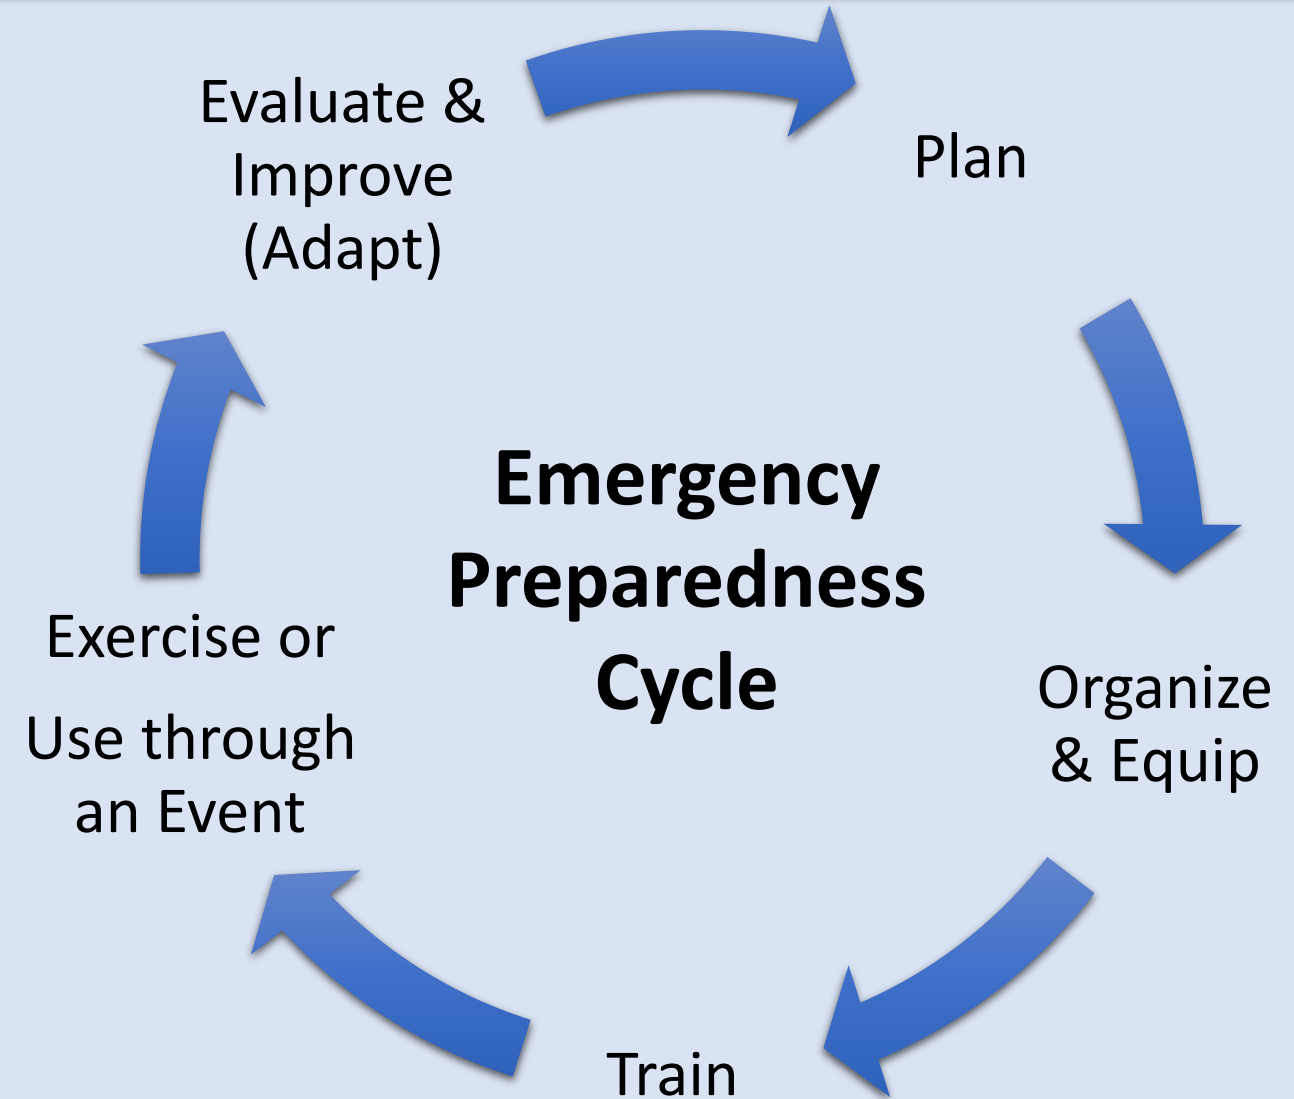 Evaluate &
Improve
(Adapt)
Plan
Emergency
Preparedness
Cycle
Exercise or
Use through
an Event
Organize
& Equip
Train